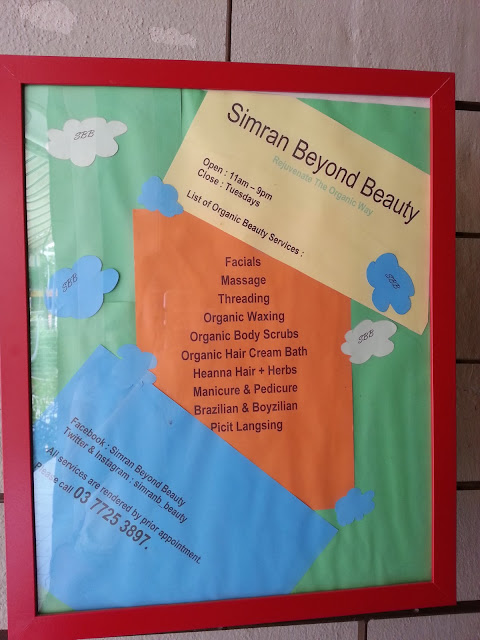 SBB
Simran Beyond Beauty
Rejuvenate The Organic Way
Open : 11am – 9pm
Close : Tuesdays
List of Organic Beauty Services :
SBB
SBB
SBB
Facials
Massage
Threading
Organic Waxing
Organic Body Scrubs
Organic Hair Cream Bath
Heanna Hair + Herbs
Manicure & Pedicure
Brazilian & Boyzilian
Picit Langsing
Facebook : Simran Beyond Beauty
Twitter & Instagram : simranb_beauty
All services are rendered by prior appointment.
Please call 03 7725 3897.